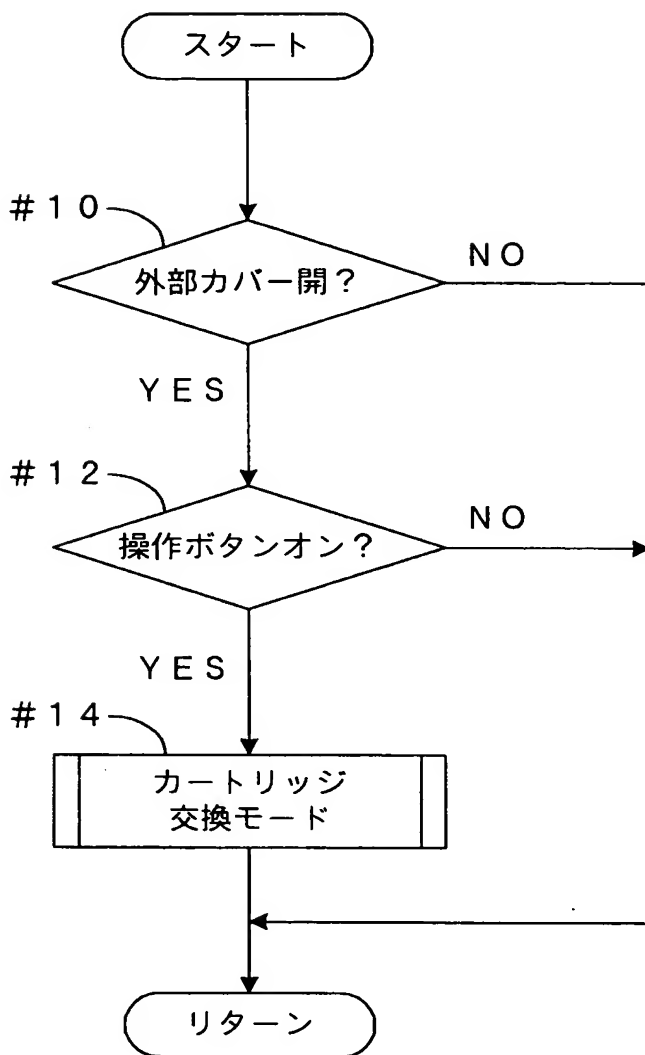 スタート
＃１０
外部カバー開？
ＮＯ
ＹＥＳ
＃１２
操作ボタンオン？
ＮＯ
ＹＥＳ
＃１４
カートリッジ
交換モード
リターン